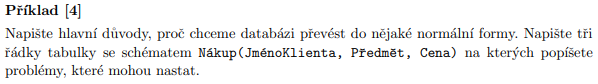 Příklad [4]
Napište hlavní důvody, proč chceme databázi převést do nějaké normální formy. Napište tři
řádky tabulky se schématem Nákup(JménoKlienta, Předmět, Cena) na kterých popíšete
problémy, které mohou nastat.